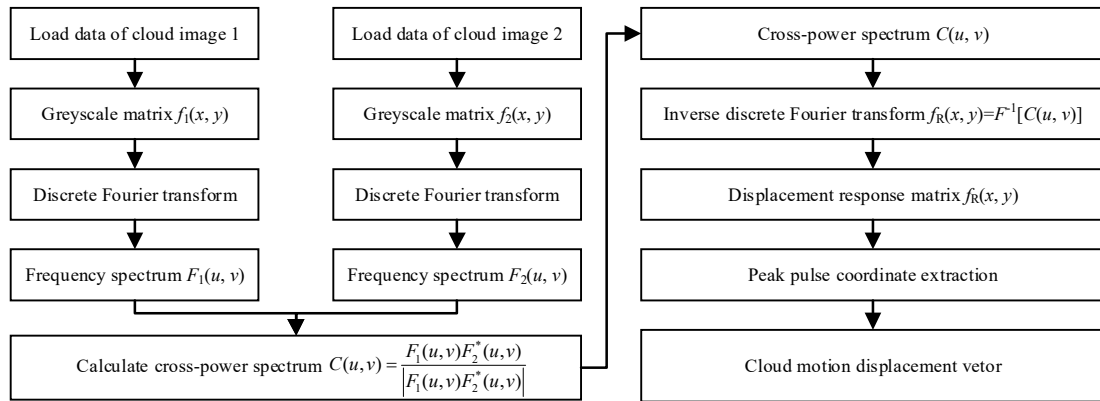 Load data of cloud image 1
Greyscale matrix f₁(x, y)
Discrete Fourier transform
Frequency spectrum F₁(u, v)
Load data of cloud image 2
Greyscale matrix f₂(x, y)
Discrete Fourier transform
Frequency spectrum F₂(u, v)
Calculate cross-power spectrum C(u,v) = F₁(u,v)F₂*(u,v) / |F₁(u,v)F₂*(u,v)|
Cross-power spectrum C(u, v)
Inverse discrete Fourier transform f_R(x, y)=F⁻¹[C(u, v)]
Displacement response matrix f_R(x, y)
Peak pulse coordinate extraction
Cloud motion displacement vetor